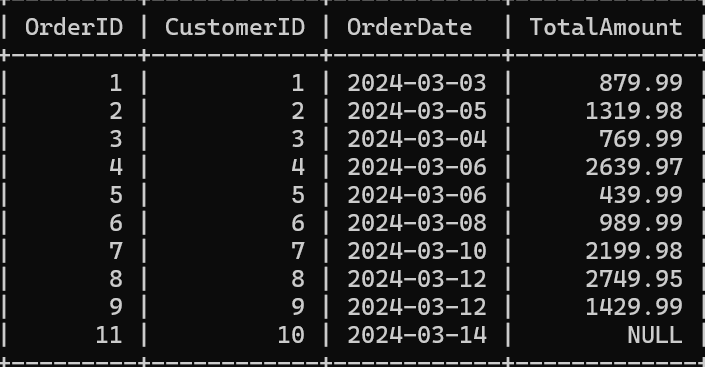 | OrderID | CustomerID | OrderDate | TotalAmount |
| 1 | 1 | 2024-03-03 | 879.99 |
| 2 | 2 | 2024-03-05 | 1319.98 |
| 3 | 3 | 2024-03-04 | 769.99 |
| 4 | 4 | 2024-03-06 | 2639.97 |
| 5 | 5 | 2024-03-06 | 439.99 |
| 6 | 6 | 2024-03-08 | 989.99 |
| 7 | 7 | 2024-03-10 | 2199.98 |
| 8 | 8 | 2024-03-12 | 2749.95 |
| 9 | 9 | 2024-03-12 | 1429.99 |
| 11 | 10 | 2024-03-14 | NULL |